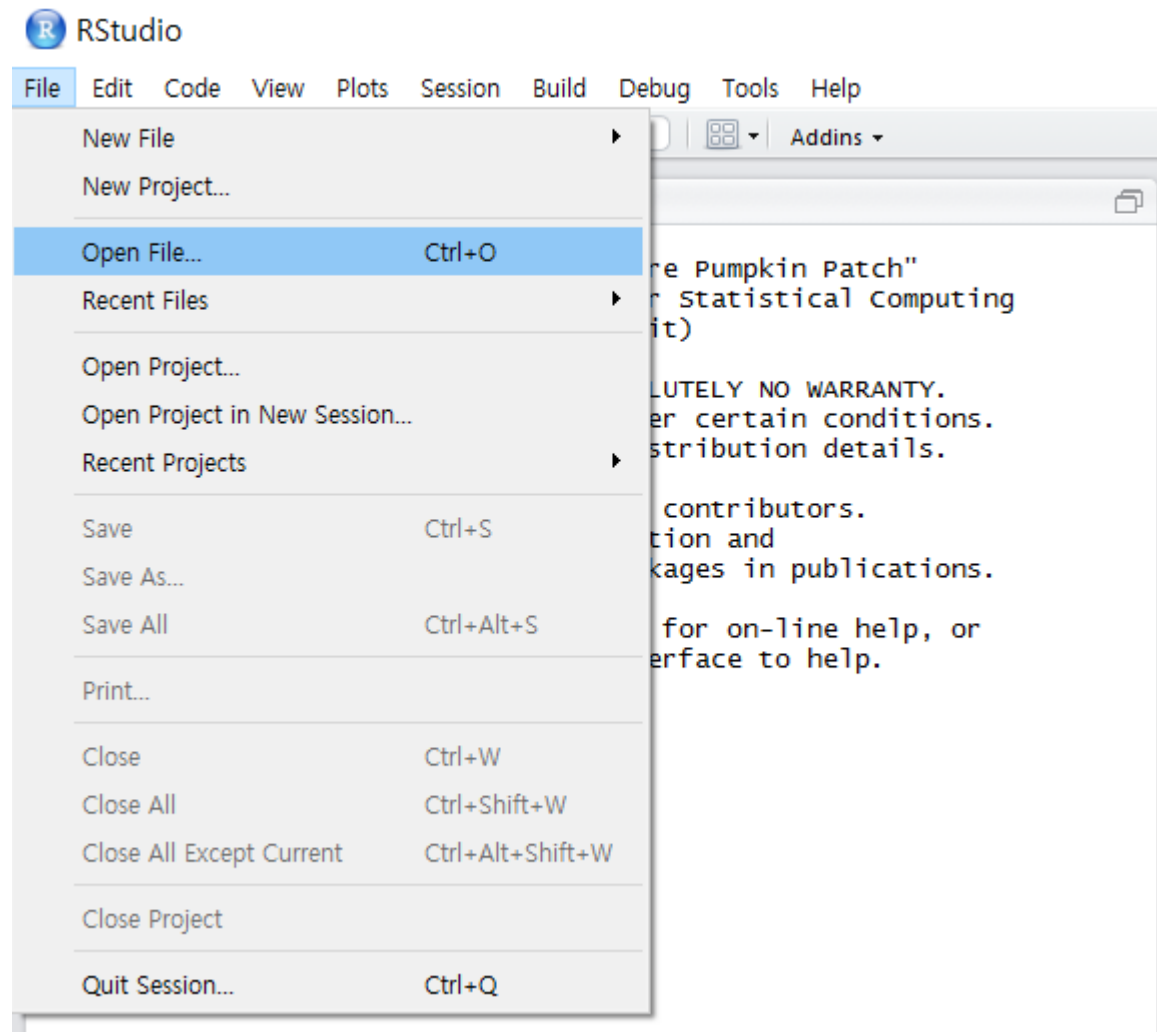 RStudio
File Edit Code View Plots Session Build Debug Tools Help
Addins
New File
New Project...
Open File... Ctrl+O
Recent Files
Open Project...
Open Project in New Session...
Recent Projects
Save Ctrl+S
Save As...
Save All Ctrl+Alt+S
Print...
Close Ctrl+W
Close All Ctrl+Shift+W
Close All Except Current Ctrl+Alt+Shift+W
Close Project
Quit Session... Ctrl+Q
re Pumpkin Patch"
r Statistical Computing
it)
LUTELY NO WARRANTY.
er certain conditions.
stribution details.
contributors.
tion and
kages in publications.
for on-line help, or
erface to help.